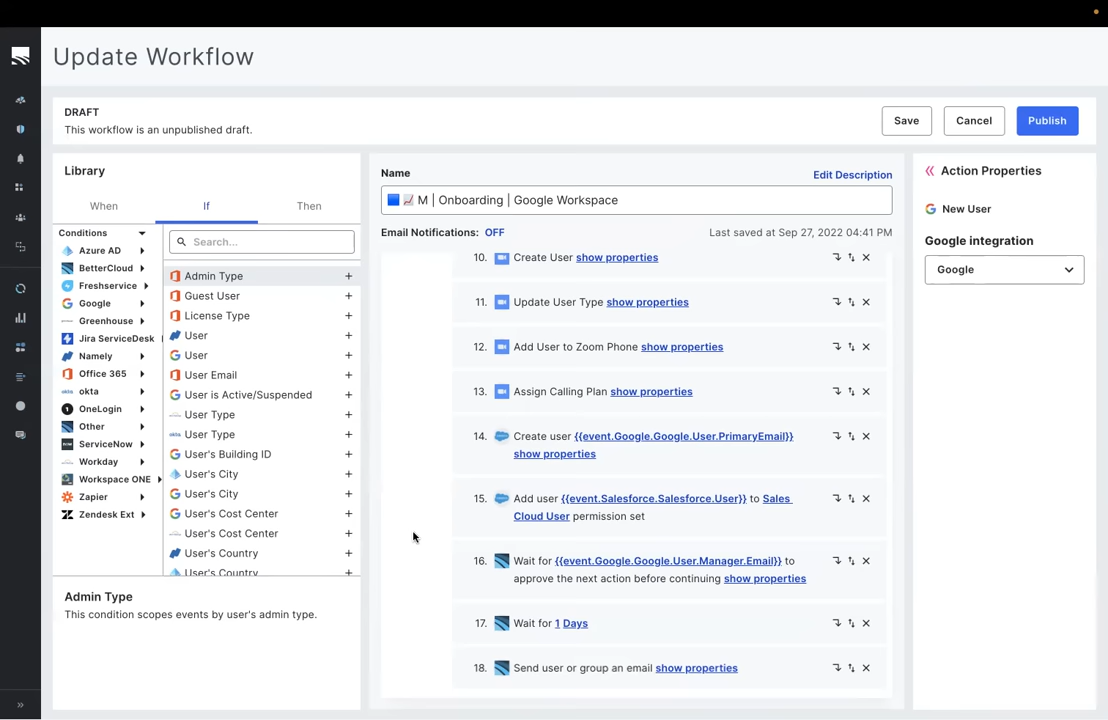 Update Workflow
DRAFT
This workflow is an unpublished draft.
Save
Cancel
Publish
Library
When
If
Then
Conditions
Azure AD
BetterCloud
Freshservice
Google
Greenhouse
Jira ServiceDesk
Namely
Office 365
okta
okta
OneLogin
Other
now
ServiceNow
Workday
Workspace ONE
Zapier
Zendesk Ext
Search...
Admin Type
Guest User
License Type
User
User
User Email
User is Active/Suspended
User Type
okta
User Type
User's Building ID
User's City
User's City
User's Cost Center
User's Cost Center
User's Country
User's Country
Admin Type
This condition scopes events by user's admin type.
Name
Edit Description
M | Onboarding | Google Workspace
Email Notifications: OFF
Last saved at Sep 27, 2022 04:41 PM
10. Create User show properties
11. Update User Type show properties
12. Add User to Zoom Phone show properties
13. Assign Calling Plan show properties
14. Create user {{event.Google.Google.User.PrimaryEmail}}
show properties
15. Add user {{event.Salesforce.Salesforce.User}} to Sales
Cloud User permission set
16. Wait for {{event.Google.Google.User.Manager.Email}} to
approve the next action before continuing show properties
17. Wait for 1 Days
18. Send user or group an email show properties
Action Properties
New User
Google integration
Google